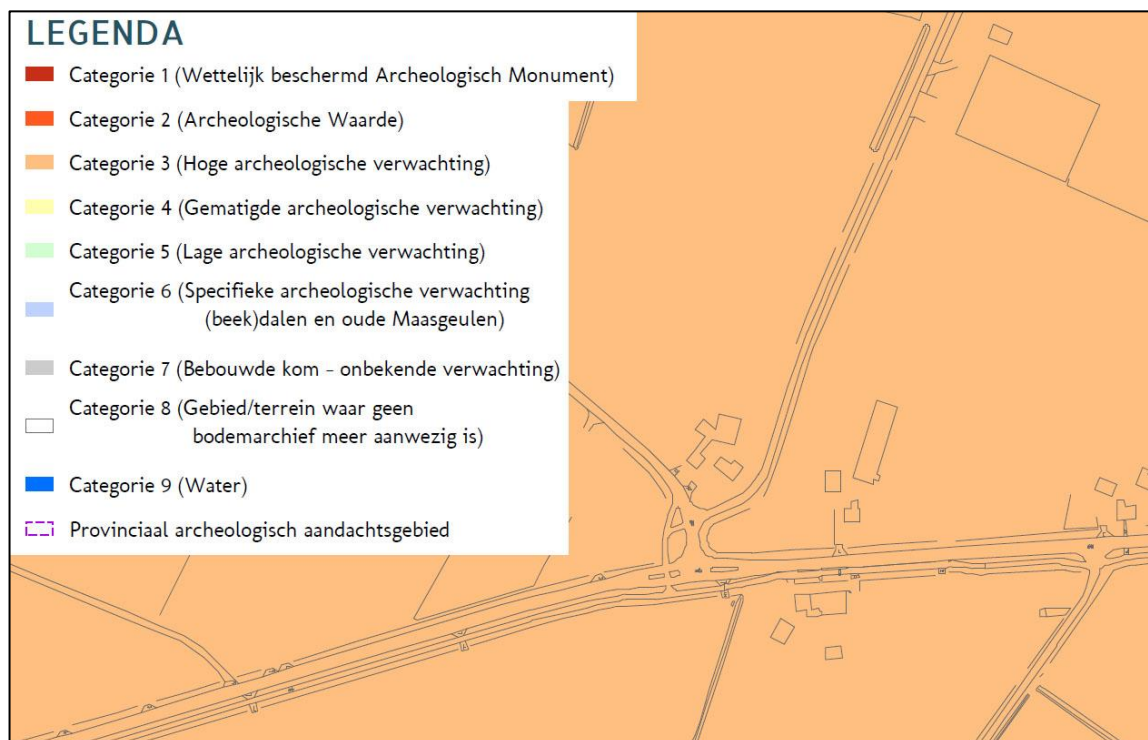 LEGENDA
Categorie 1 (Wettelijk beschermd Archeologisch Monument)
Categorie 2 (Archeologische Waarde)
Categorie 3 (Hoge archeologische verwachting)
Categorie 4 (Gematigde archeologische verwachting)
Categorie 5 (Lage archeologische verwachting)
Categorie 6 (Specifieke archeologische verwachting
(beek)dalen en oude Maasgeulen)
Categorie 7 (Bebouwde kom - onbekende verwachting)
Categorie 8 (Gebied/terrein waar geen
bodemarchief meer aanwezig is)
Categorie 9 (Water)
Provinciaal archeologisch aandachtsgebied